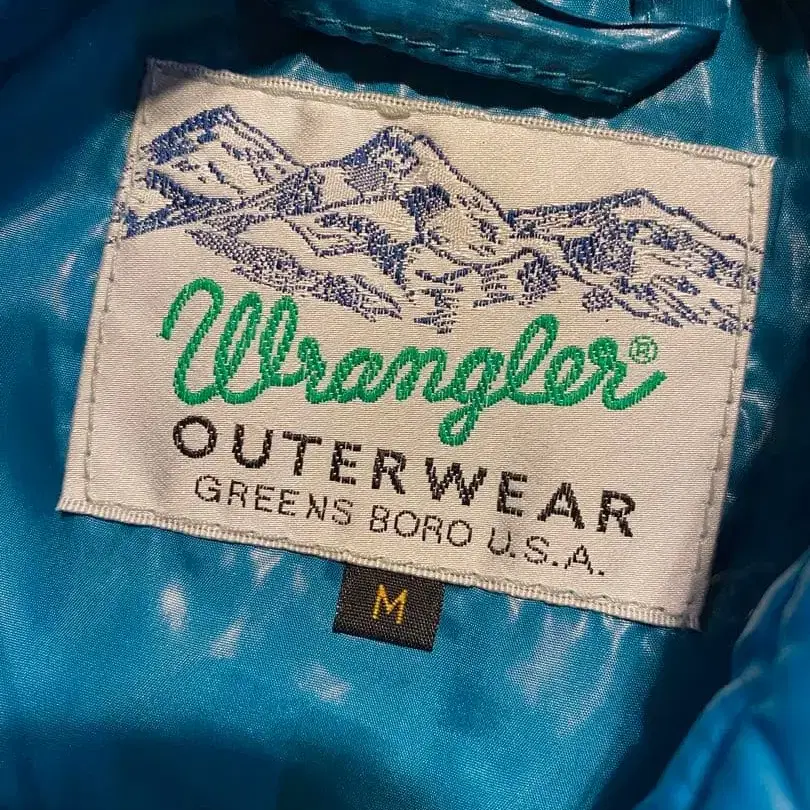 Wrangler®
OUTERWEAR
GREENS BORO U.S.A.
M